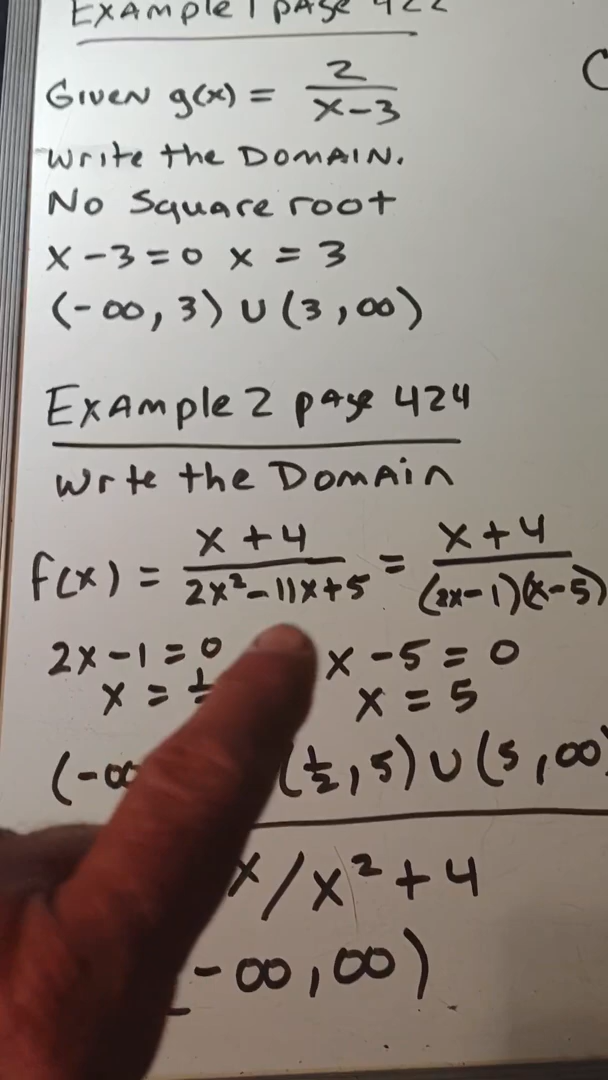 Example 1 page 422
Given g(x) = 2/(x-3)
Write the Domain.
No Square root
x-3=0 x = 3
(-∞, 3) ∪ (3, ∞)
Example 2 page 424
Wrte the Domain
f(x) = (x+4)/(2x²-11x+5) = (x+4)/((2x-1)(x-5))
2x-1=0 x-5=0
x = x = 5
(-∞ (½, 5) ∪ (5, ∞)
x/x²+4
-∞, ∞)